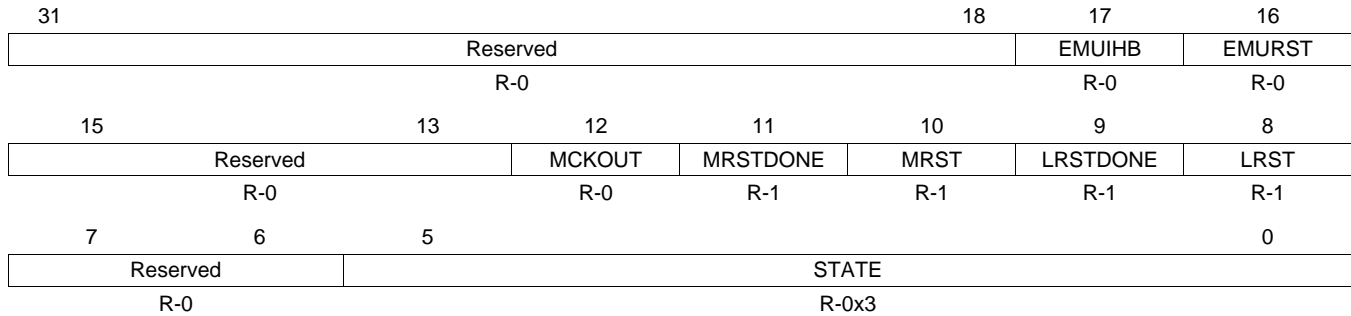 31 18 17 16
Reserved EMUIHB EMURST
R-0 R-0 R-0
15 13 12 11 10 9 8
Reserved MCKOUT MRSTDONE MRST LRSTDONE LRST
R-0 R-0 R-1 R-1 R-1 R-1
7 6 5 0
Reserved STATE
R-0 R-0x3